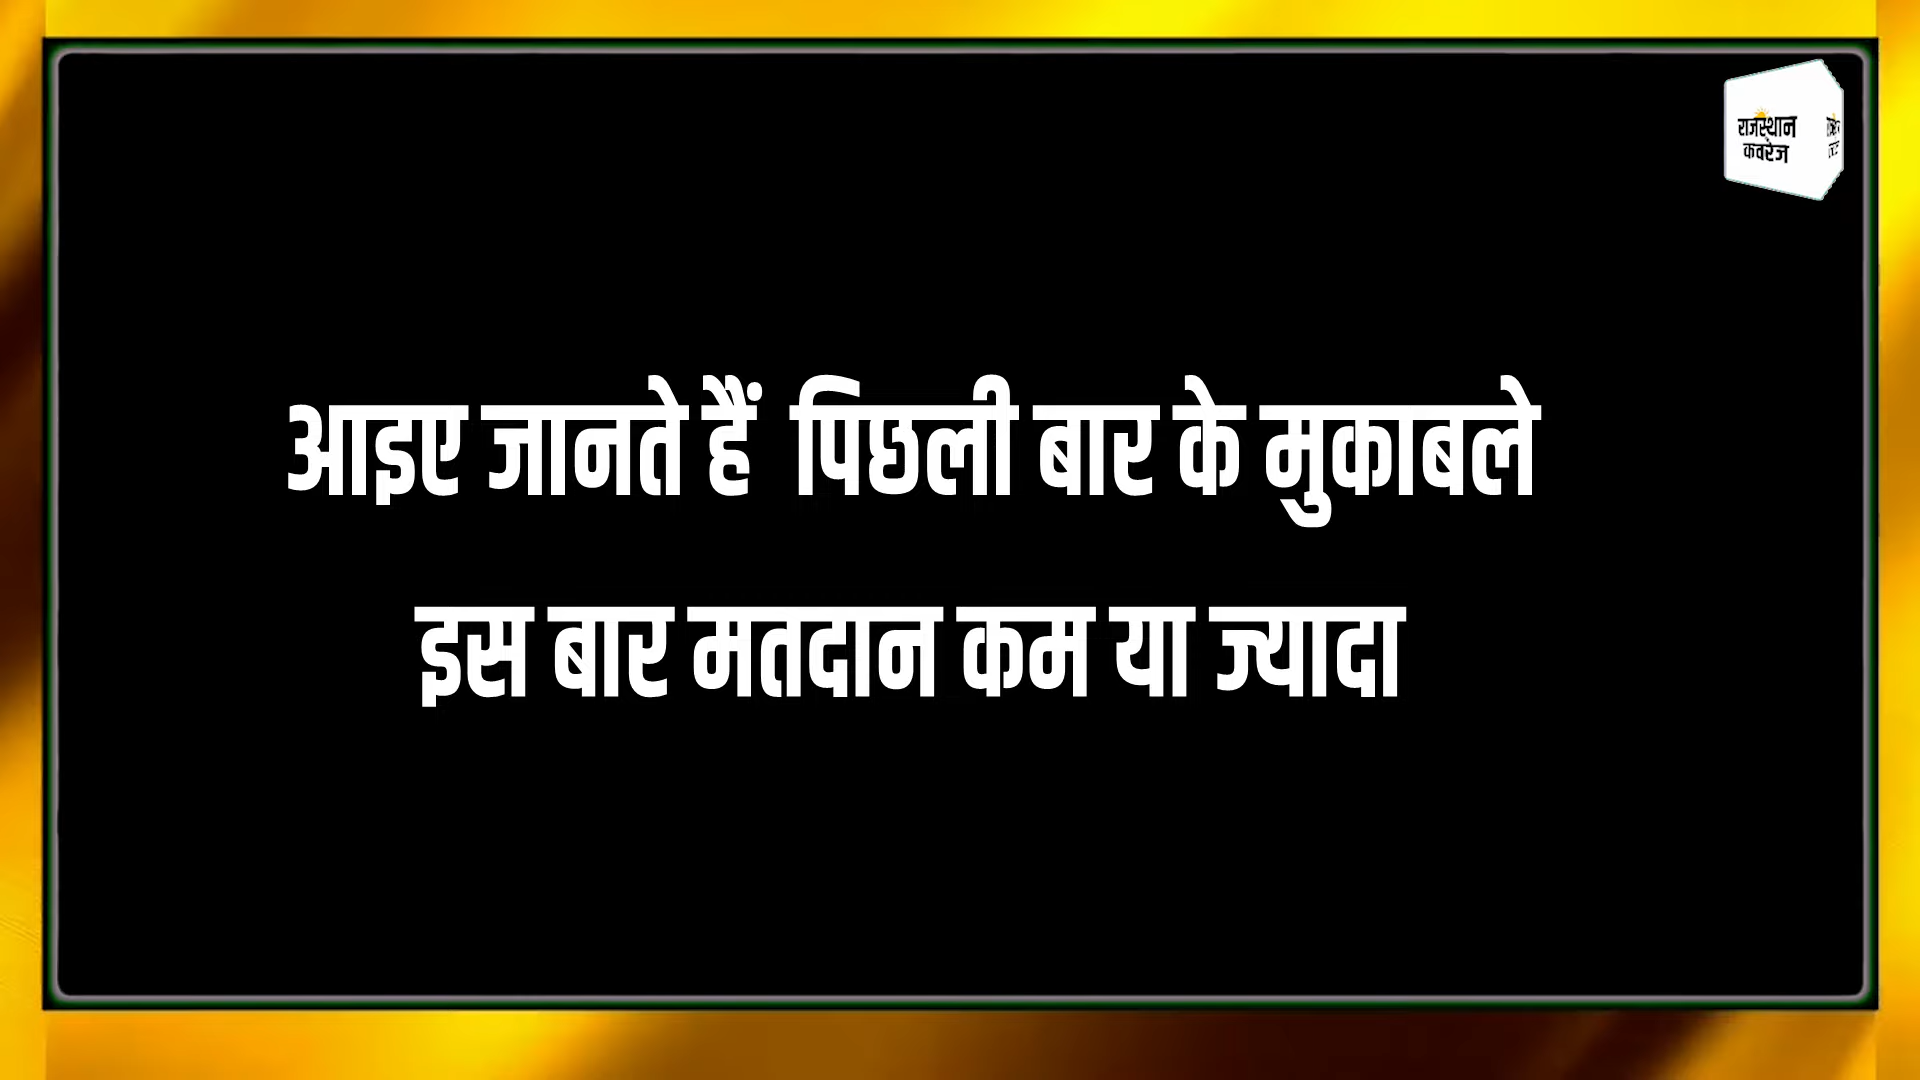 राजस्थान
कवरेज
आइए जानते हैं पिछली बार के मुकाबले
इस बार मतदान कम या ज्यादा